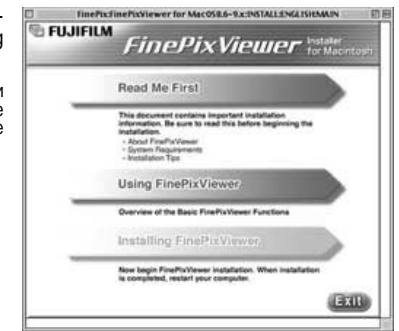 FinePix:FinePixViewer for MacOS8.6~9.x:INSTALL:ENGLISH:MAIN
FUJIFILM
FinePixViewer Installer for Macintosh
Read Me First
This document contains important installation
information. Be sure to read this before beginning the
installation.
- About FinePixViewer
- System Requirements
- Installation Tips
Using FinePixViewer
Overview of the Basic FinePixViewer Functions
Installing FinePixViewer
Now begin FinePixViewer installation. When installation
is completed, restart your computer.
Exit